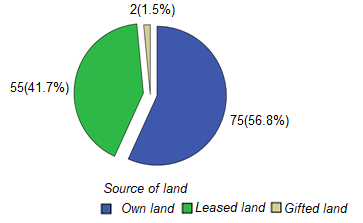 2(1.5%)
55(41.7%)
75(56.8%)
Source of land
Own land Leased land Gifted land